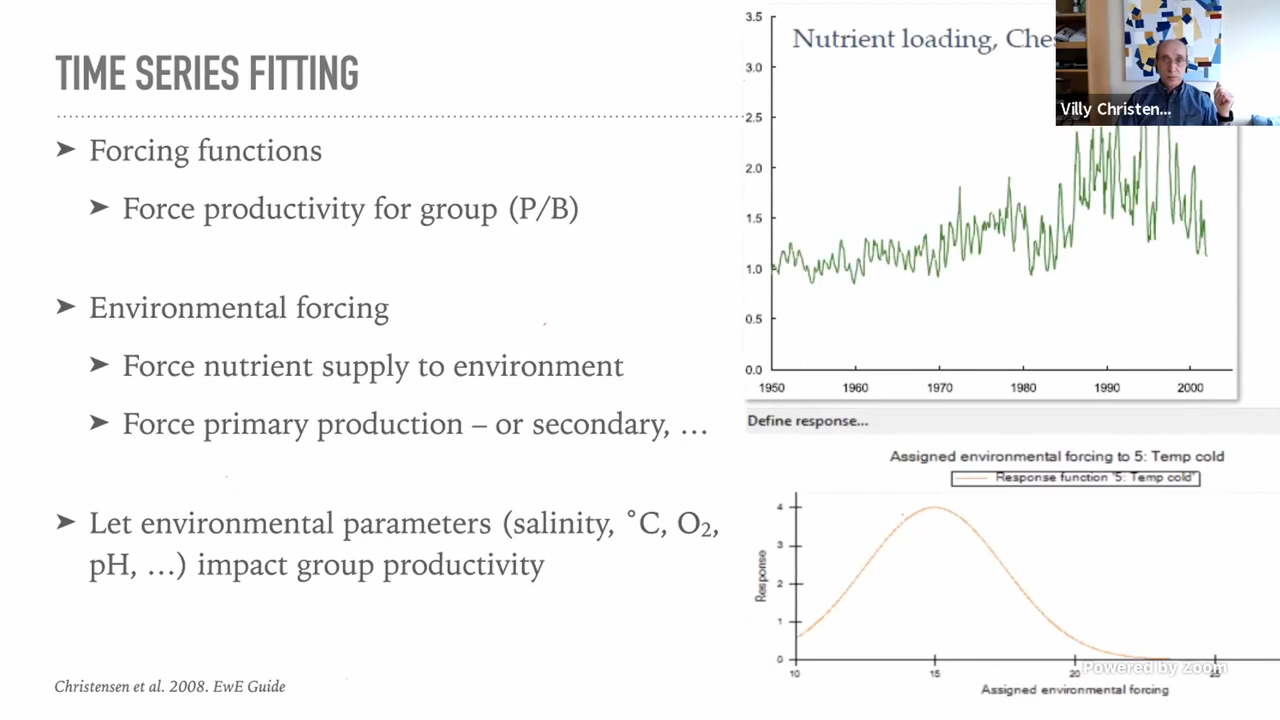 TIME SERIES FITTING
➤ Forcing functions
➤ Force productivity for group (P/B)
➤ Environmental forcing
➤ Force nutrient supply to environment
➤ Force primary production – or secondary, …
➤ Let environmental parameters (salinity, ˚C, O₂,
pH, …) impact group productivity
Christensen et al. 2008. EwE Guide
Nutrient loading, Ches
3.5
3.0
2.5
2.0
1.5
1.0
0.5
0.0
1950 1960 1970 1980 1990 2000
Villy Christen...
Define response...
Assigned environmental forcing to 5: Temp cold
Response function '5: Temp cold'
Response
4
3
2
1
0
10 15 20 25
Assigned environmental forcing
Powered by Zoom